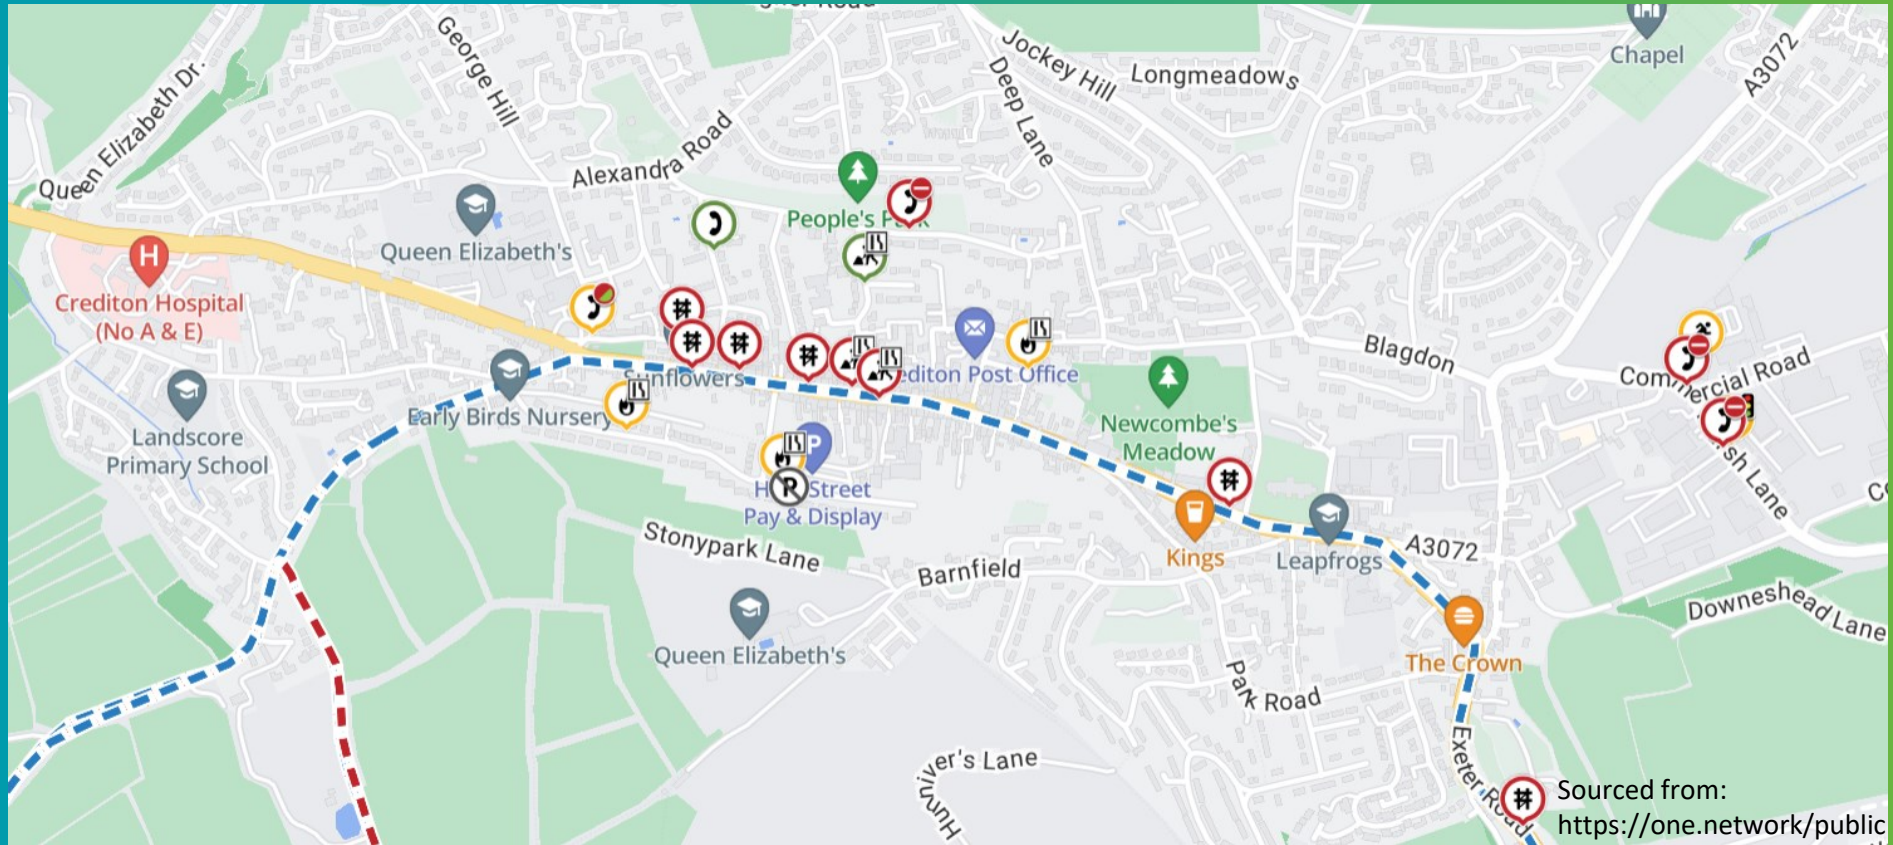 Chapel
A3072
George Hill
Jockey Hill
Longmeadows
Deep Lane
Queen Elizabeth Dr.
Alexandra Road
People's Park
Queen Elizabeth's
H
Crediton Hospital
(No A & E)
Sunflowers
Crediton Post Office
Blagdon
Commercial Road
Early Birds Nursery
Landscore
Primary School
Newcombe's
Meadow
P
P
High Street
Pay & Display
Stonypark Lane
Barnfield
Kings
Leapfrogs
A3072
Downeshead Lane
Queen Elizabeth's
The Crown
Park Road
Exeter Road
Hunniver's Lane
Sourced from:
https://one.network/public